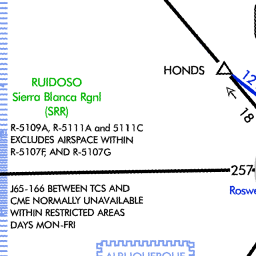 HONDS
12
18
RUIDOSO
Sierra Blanca Rgnl
(SRR)
R-5109A, R-5111A and 5111C
EXCLUDES AIRSPACE WITHIN
R-5107F, AND R-5107G
257
J65-166 BETWEEN TCS AND
CME NORMALLY UNAVAILABLE
WITHIN RESTRICTED AREAS
DAYS MON-FRI
Rosw
ALBUQUERQUE